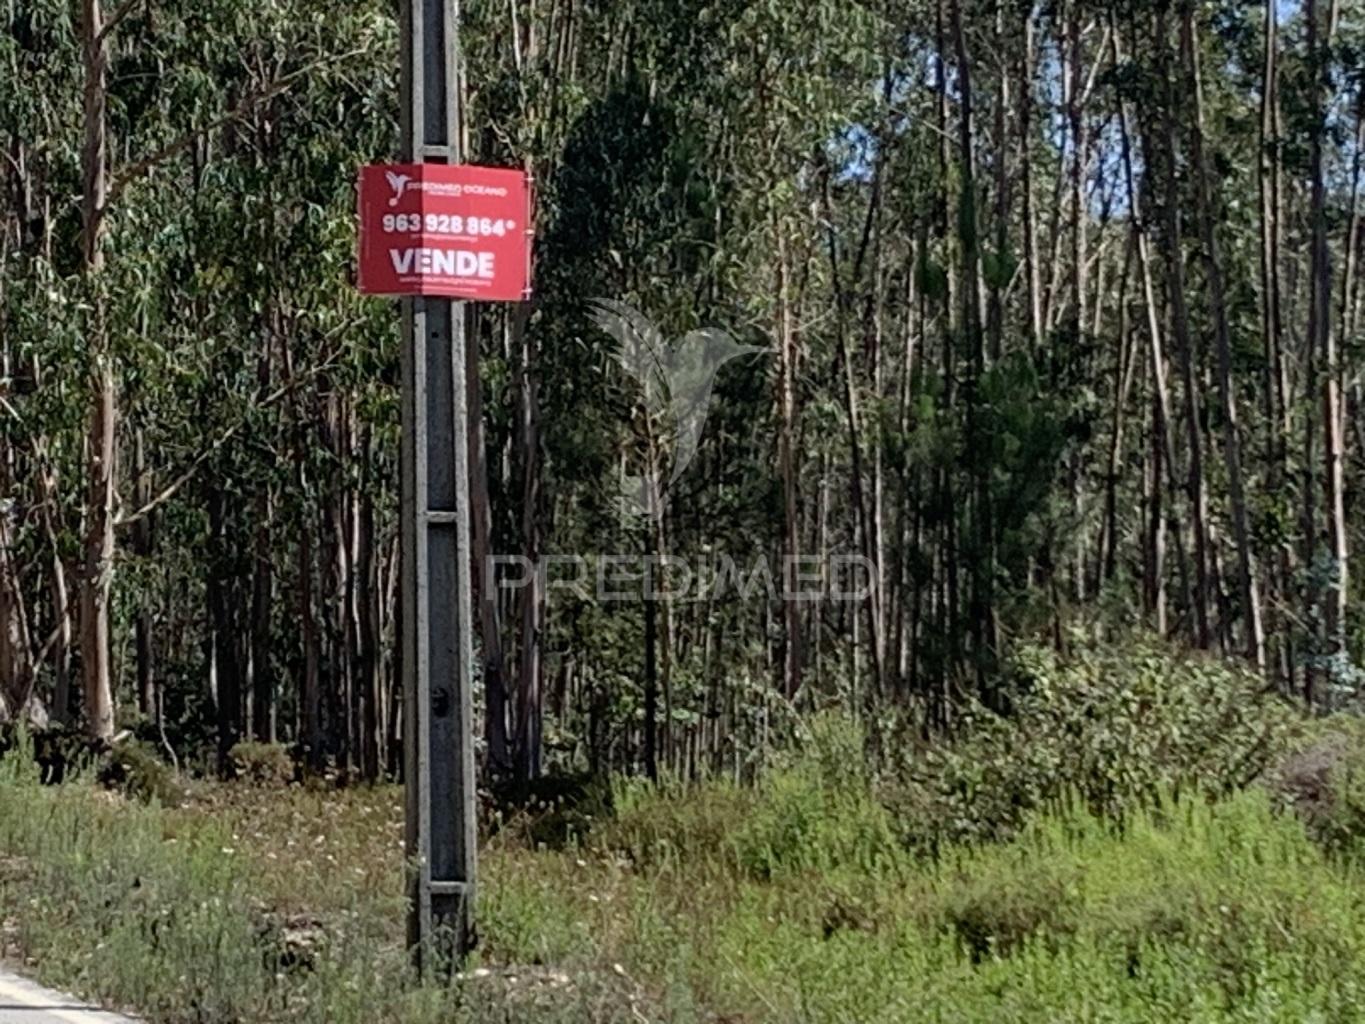 PREDIMED OCEANO
963 928 864*
VENDE
PREDIMED